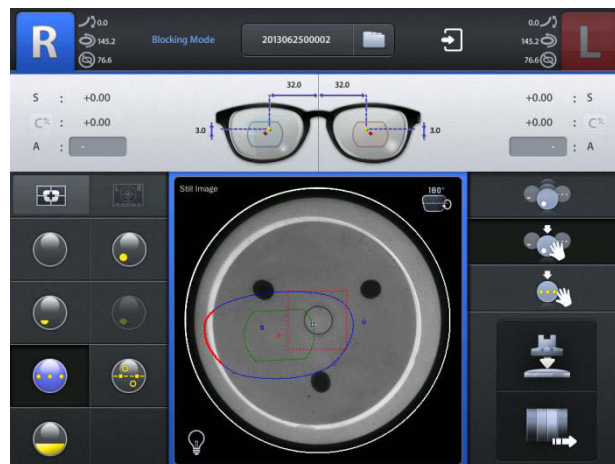 R
0.0
145.2
76.6
Blocking Mode
2013062500002
0.0
145.2
76.6
L
S : +0.00
+0.00
A : -
32.0 32.0
3.0
3.0
+0.00 : S
+0.00
- : A
L R
Still Image
180°